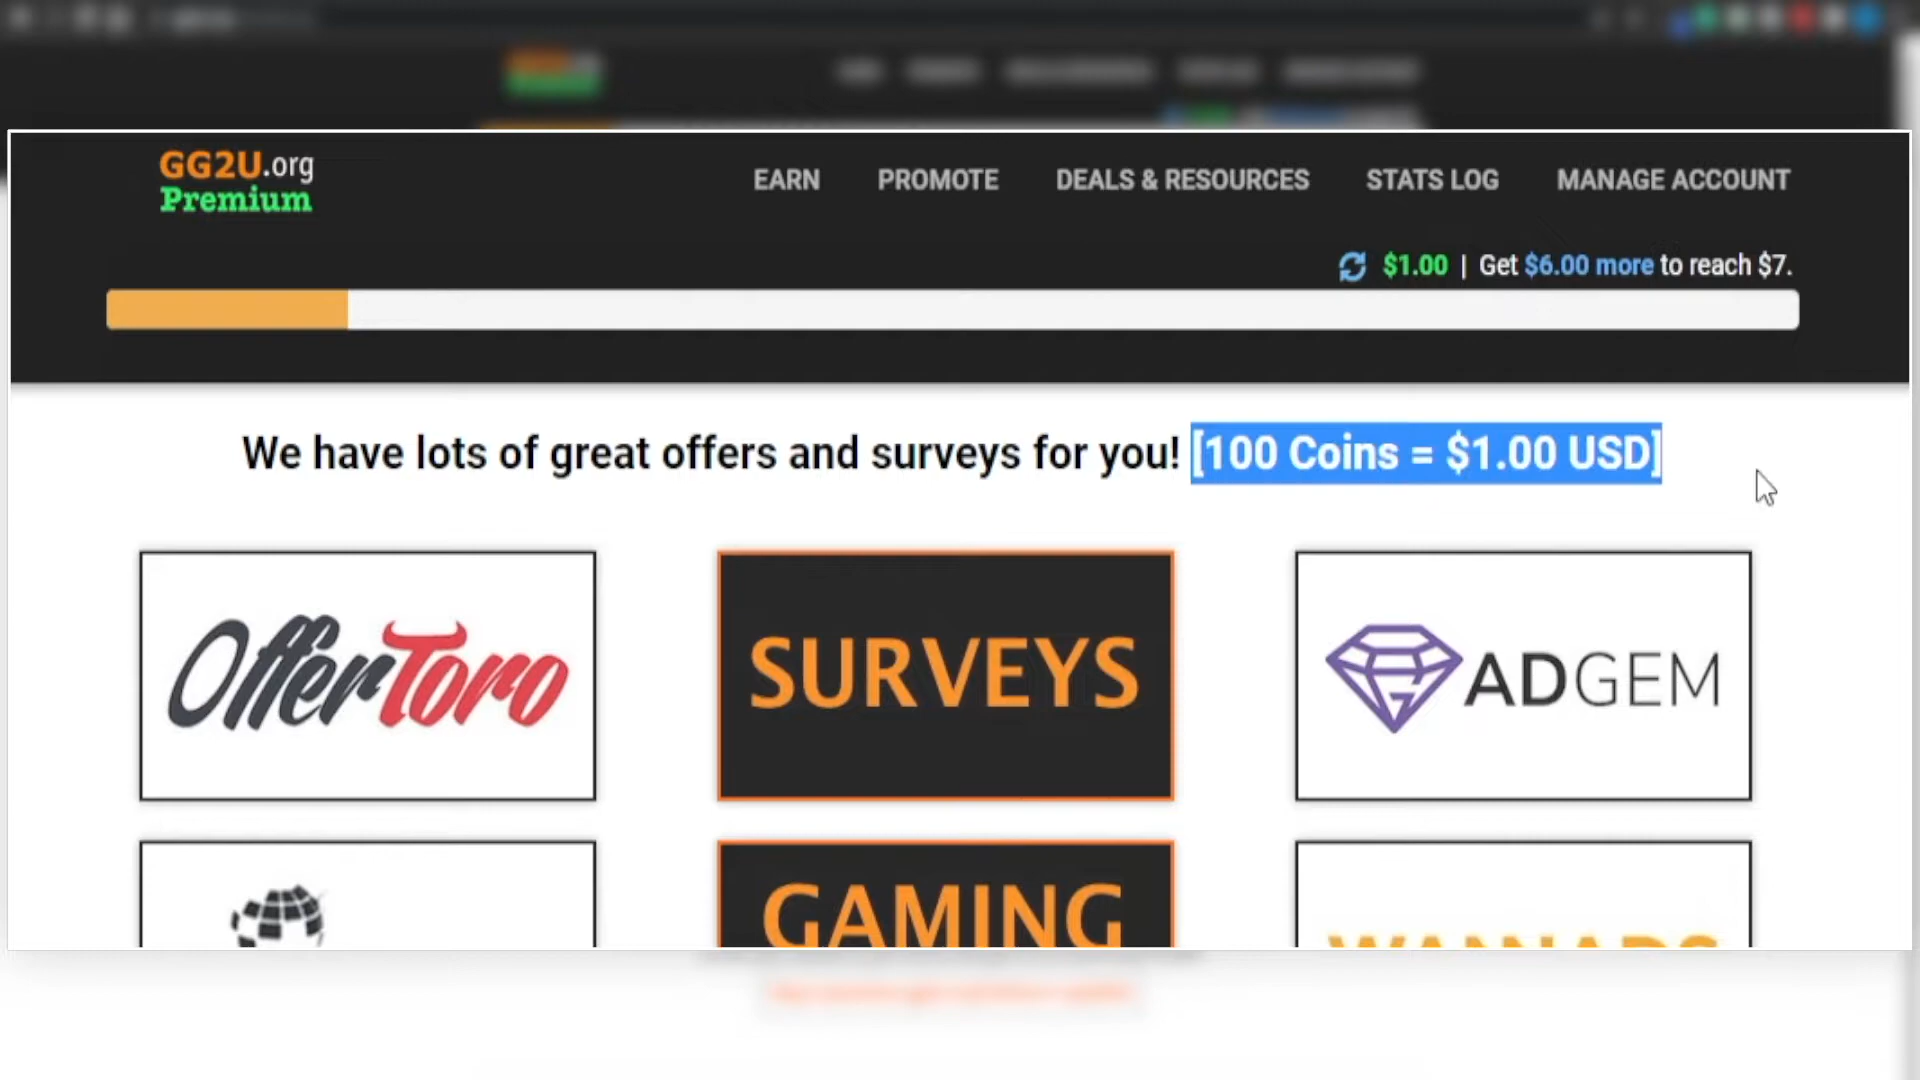 GG2U.org
Premium
EARN PROMOTE DEALS & RESOURCES STATS LOG MANAGE ACCOUNT
$1.00 | Get $6.00 more to reach $7.
We have lots of great offers and surveys for you! [100 Coins = $1.00 USD]
OfferToro
SURVEYS
ADGEM
GAMING
WANNADS